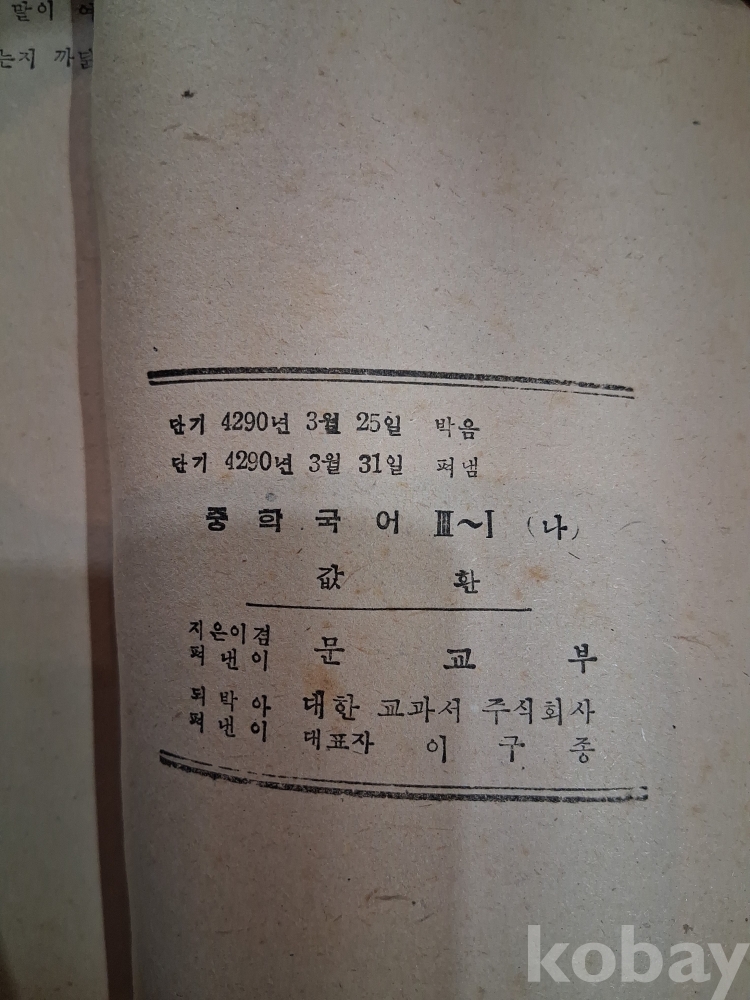 말이
는지 까닭
단기 4290년 3월 25일 박음
단기 4290년 3월 31일 펴냄
중 학 국 어 Ⅲ~Ⅰ (나)
값 환
지은이겸
펴 낸 이
문 교 부
되 박 아
펴 낸 이
대한 교과서 주식회사
대표자 이 구 종
kobay